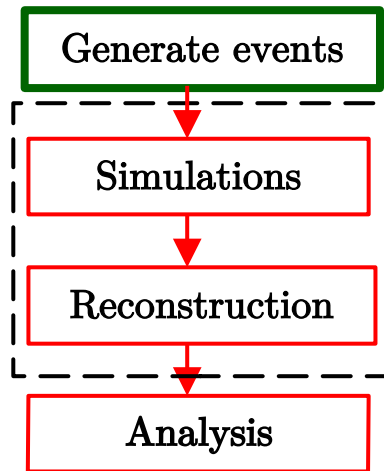 Generate events
Simulations
Reconstruction
Analysis